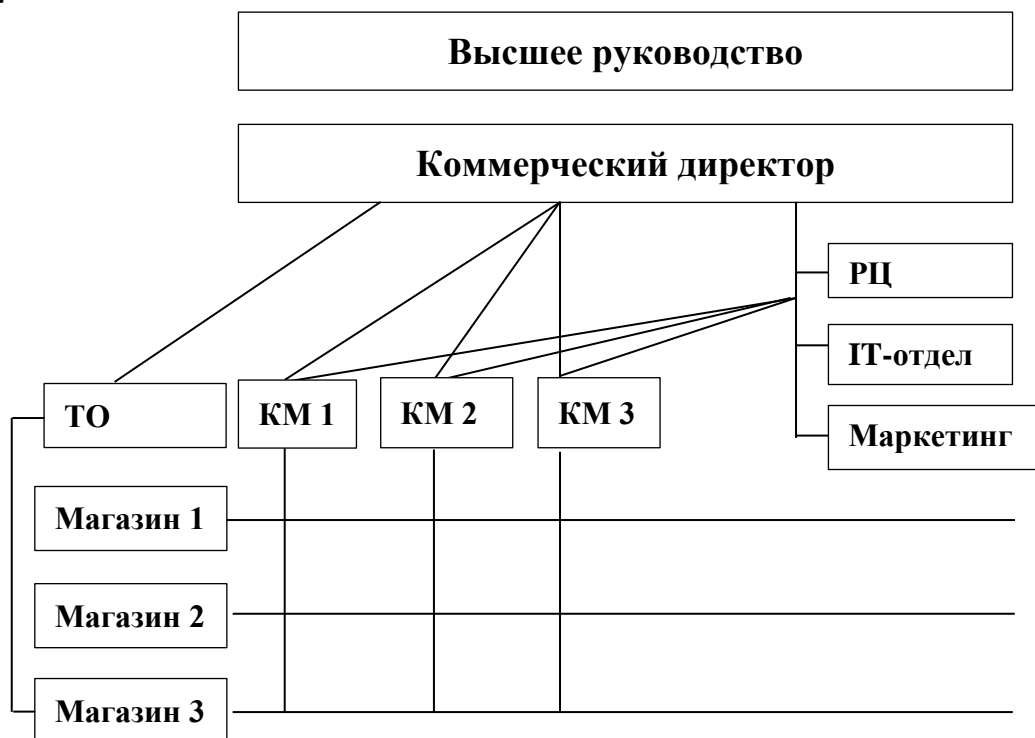 Высшее руководство
Коммерческий директор
РЦ
IT-отдел
Маркетинг
ТО
КМ 1
КМ 2
КМ 3
Магазин 1
Магазин 2
Магазин 3